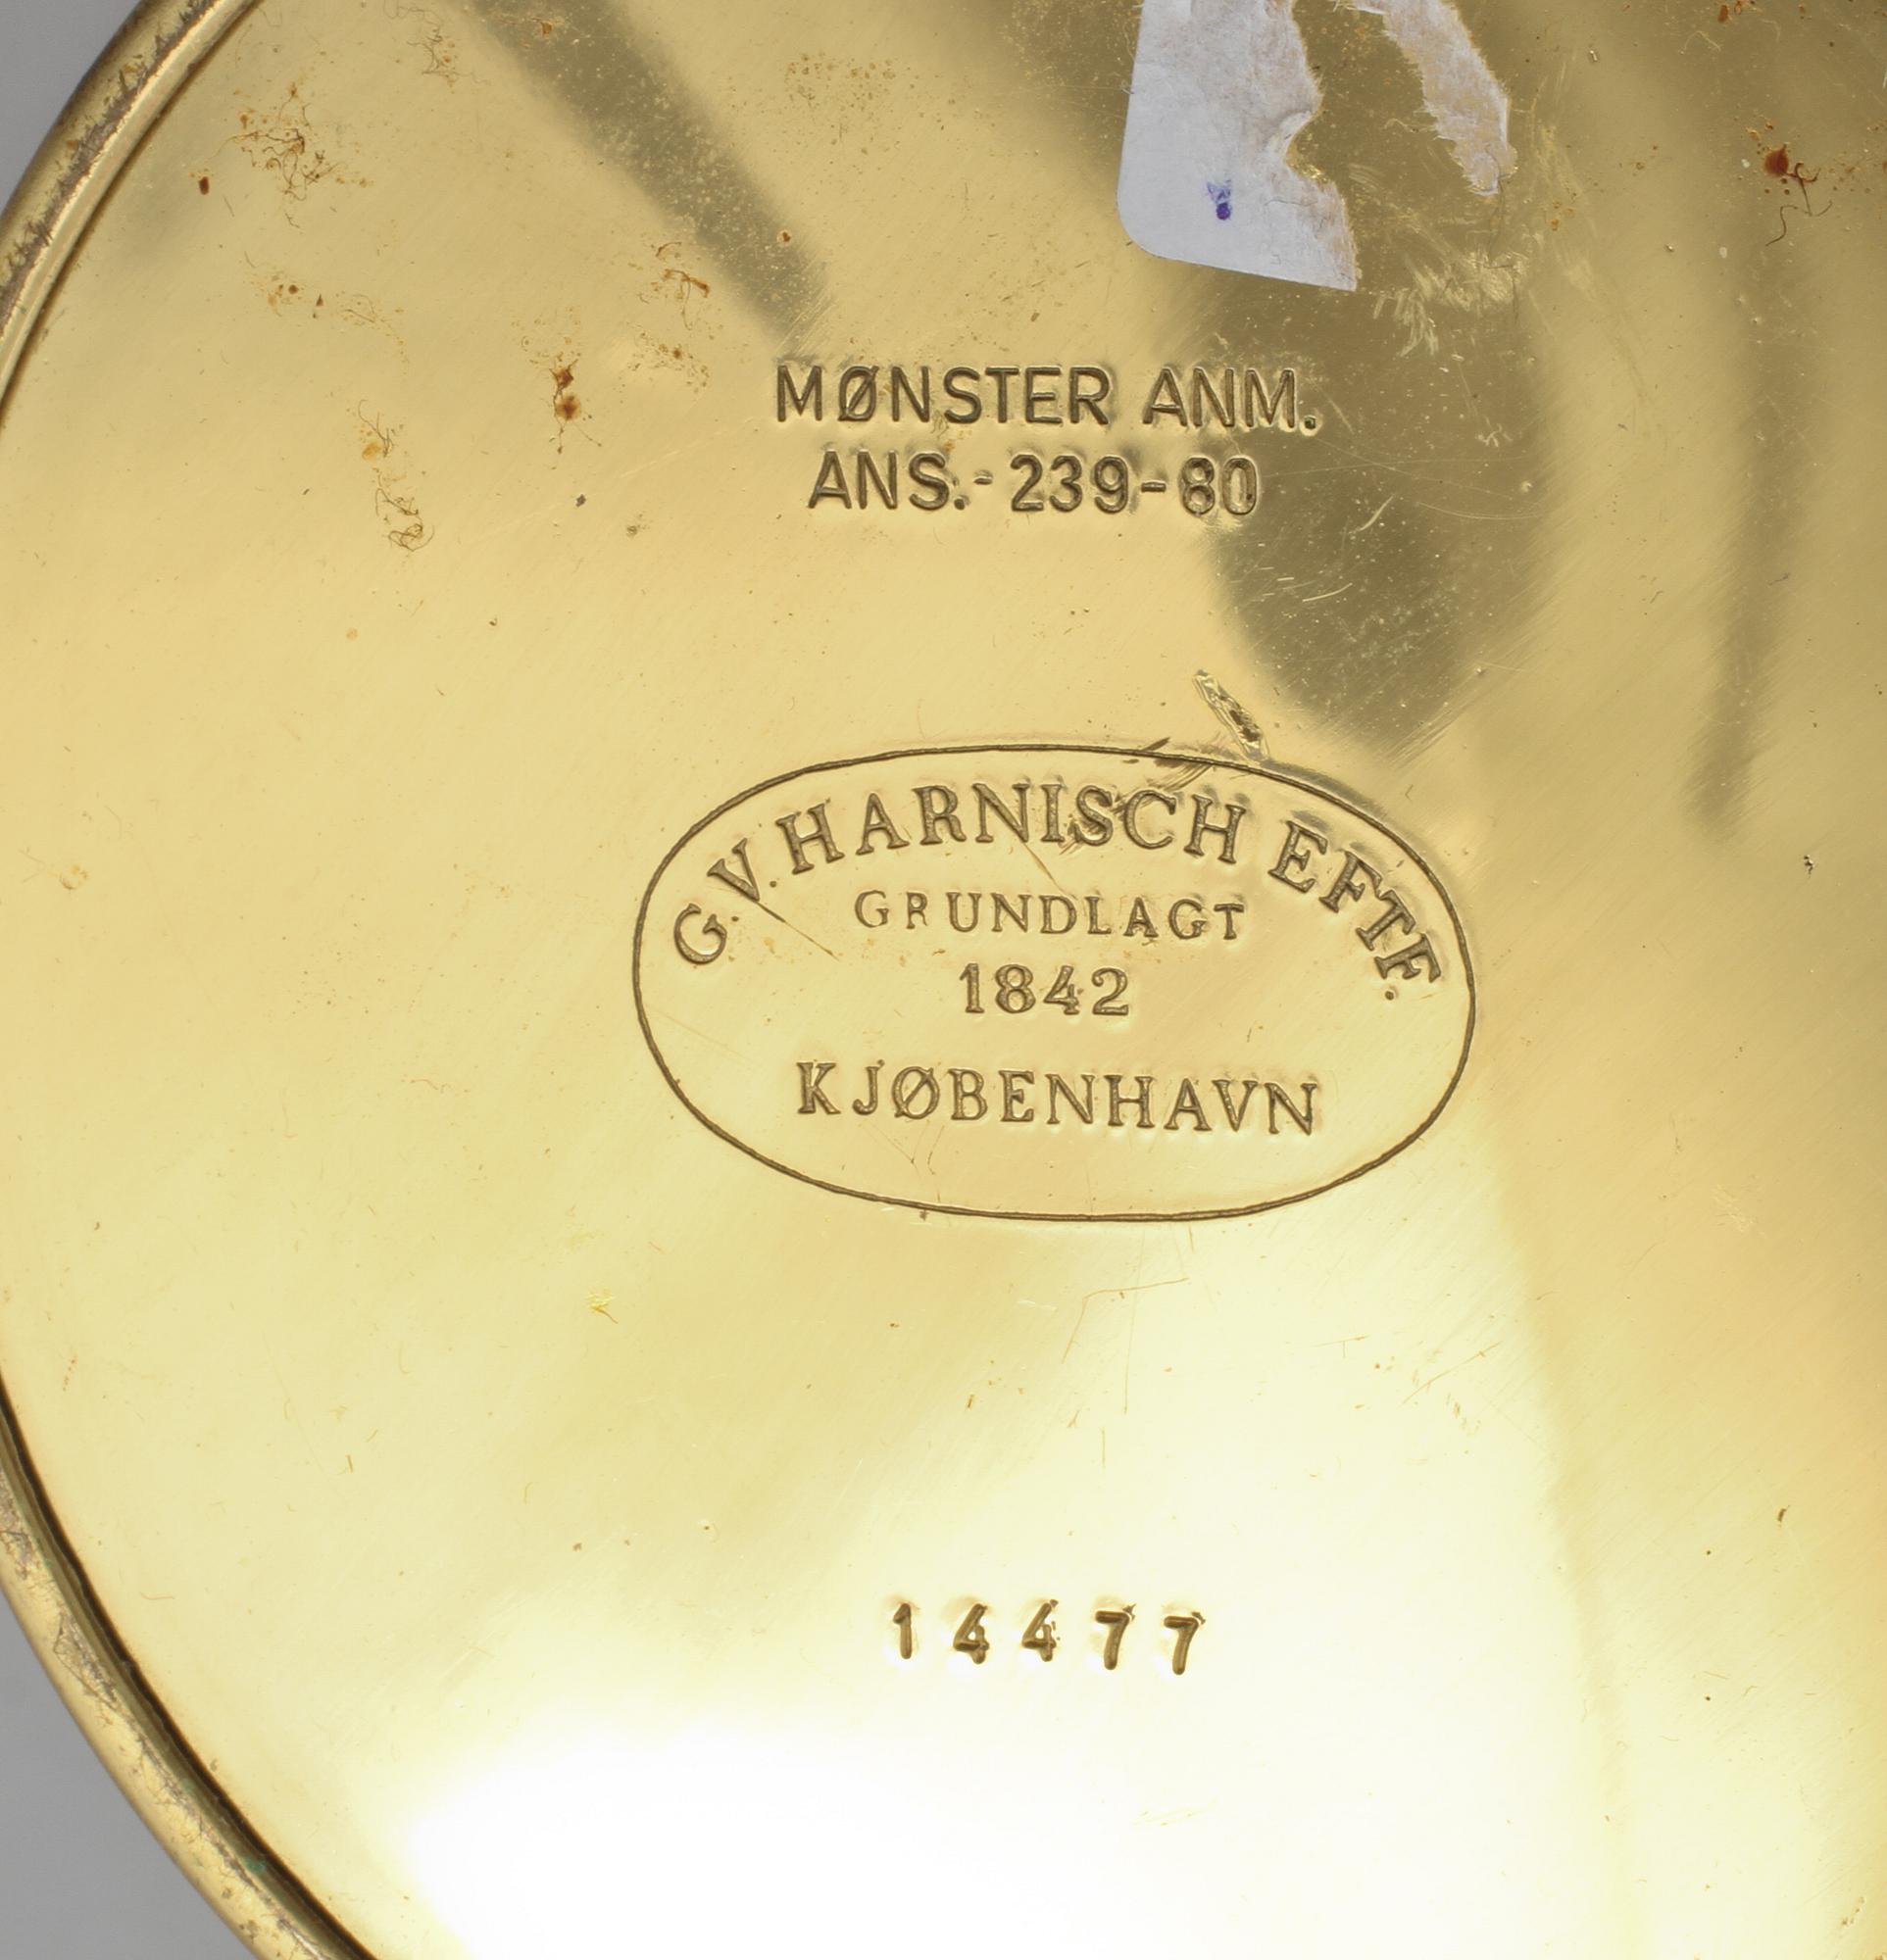 MØNSTER ANM.
ANS.-239-80
G.V. HARNISCH EFTF.
GRUNDLAGT
1842
KJØBENHAVN
14477